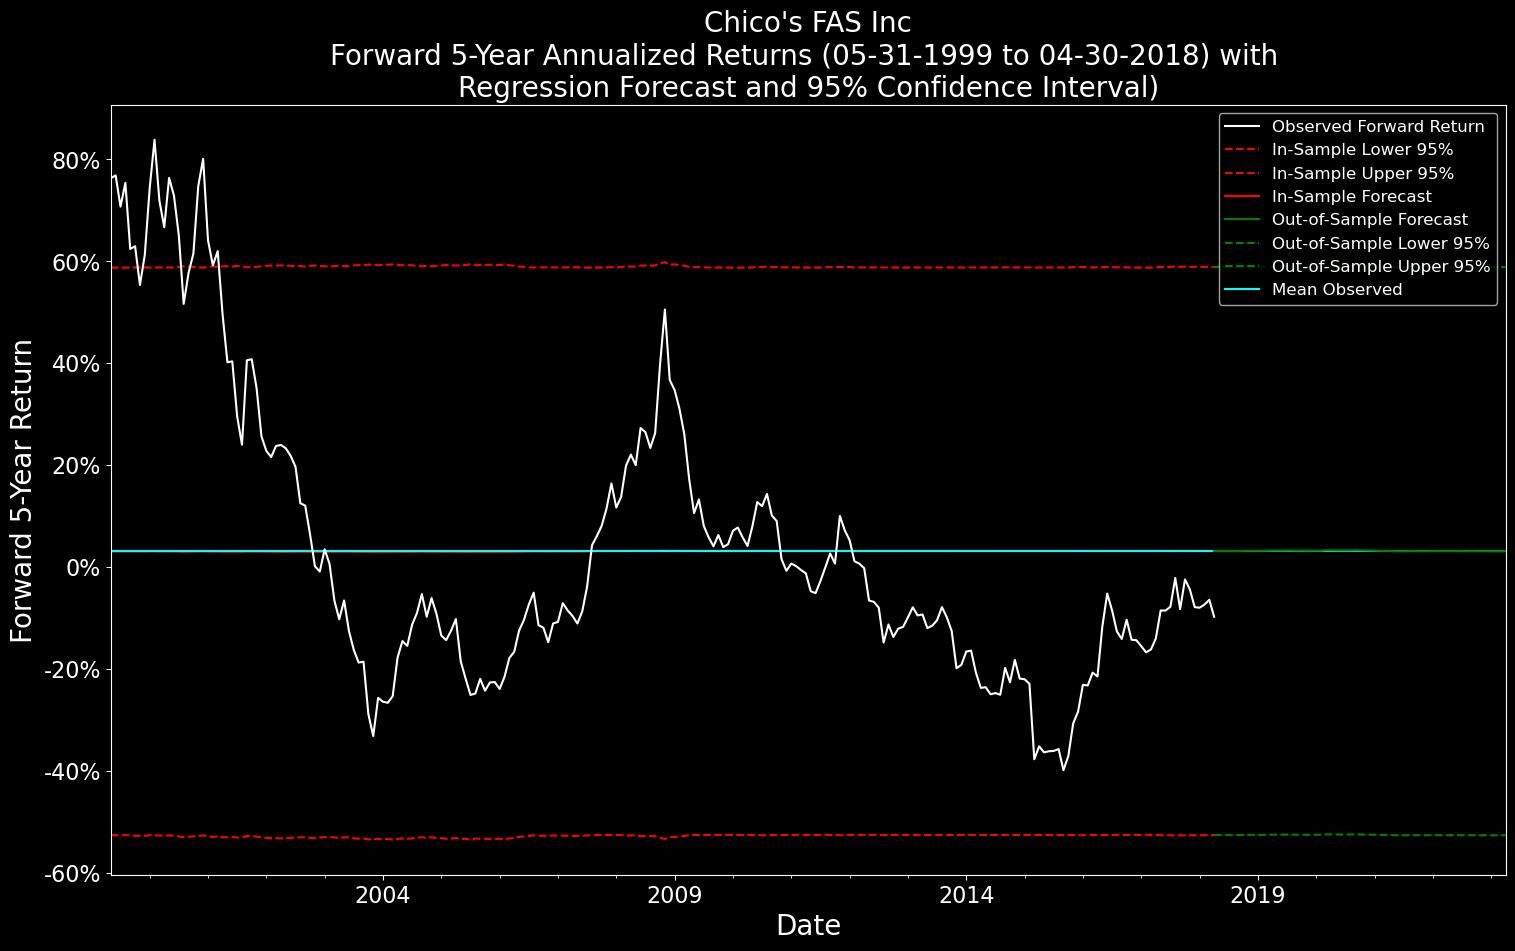 Chico's FAS Inc
Forward 5-Year Annualized Returns (05-31-1999 to 04-30-2018) with
Regression Forecast and 95% Confidence Interval)
Observed Forward Return
In-Sample Lower 95%
In-Sample Upper 95%
In-Sample Forecast
Out-of-Sample Forecast
Out-of-Sample Lower 95%
Out-of-Sample Upper 95%
Mean Observed
Forward 5-Year Return
80%
60%
40%
20%
0%
-20%
-40%
-60%
2004
2009
2014
2019
Date